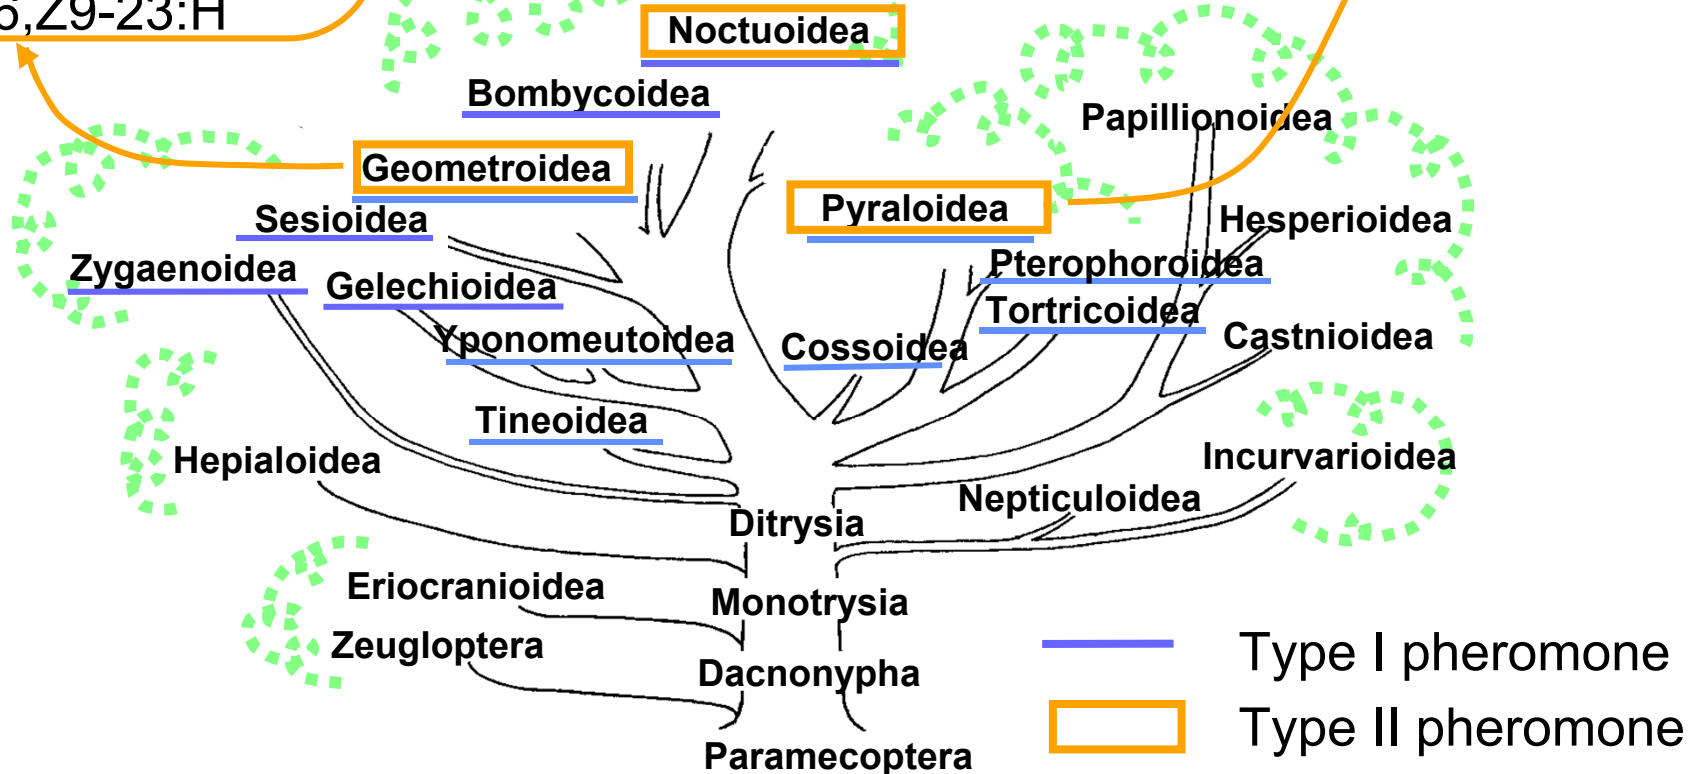 6,Z9-23:H
Noctuoidea
Bombycoidea
Papillionoidea
Geometroidea
Pyraloidea
Sesioidea
Hesperioidea
Zygaenoidea
Pterophoroidea
Gelechioidea
Tortricoidea
Yponomeutoidea
Cossoidea
Castnioidea
Tineoidea
Hepialoidea
Incurvarioidea
Nepticuloidea
Ditrysia
Eriocranioidea
Monotrysia
Zeugloptera
Dacnonypha
Paramecoptera
Type I pheromone
Type II pheromone